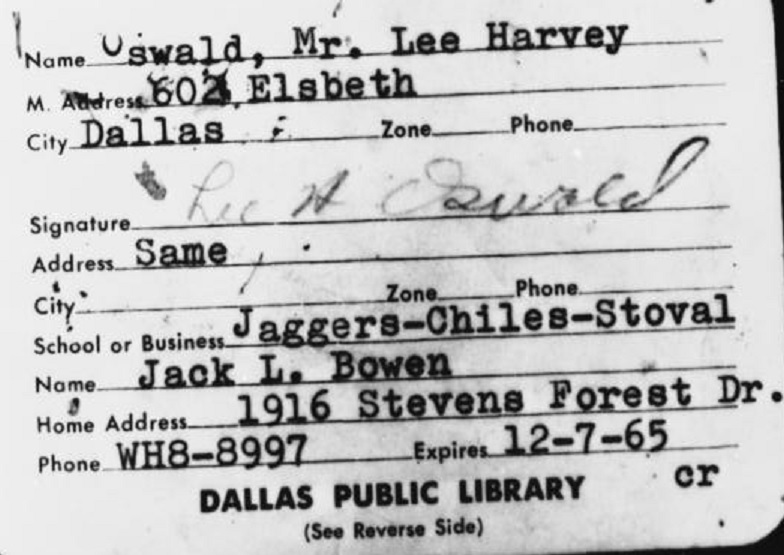 Name Oswald, Mr. Lee Harvey
M. Address 602 Elsbeth
City Dallas Zone Phone
Signature Lee H Oswald
Address Same
City Zone Phone
School or Business Jaggers-Chiles-Stoval
Name Jack L. Bowen
Home Address 1916 Stevens Forest Dr.
Phone WH8-8997 Expires 12-7-65
DALLAS PUBLIC LIBRARY cr
(See Reverse Side)